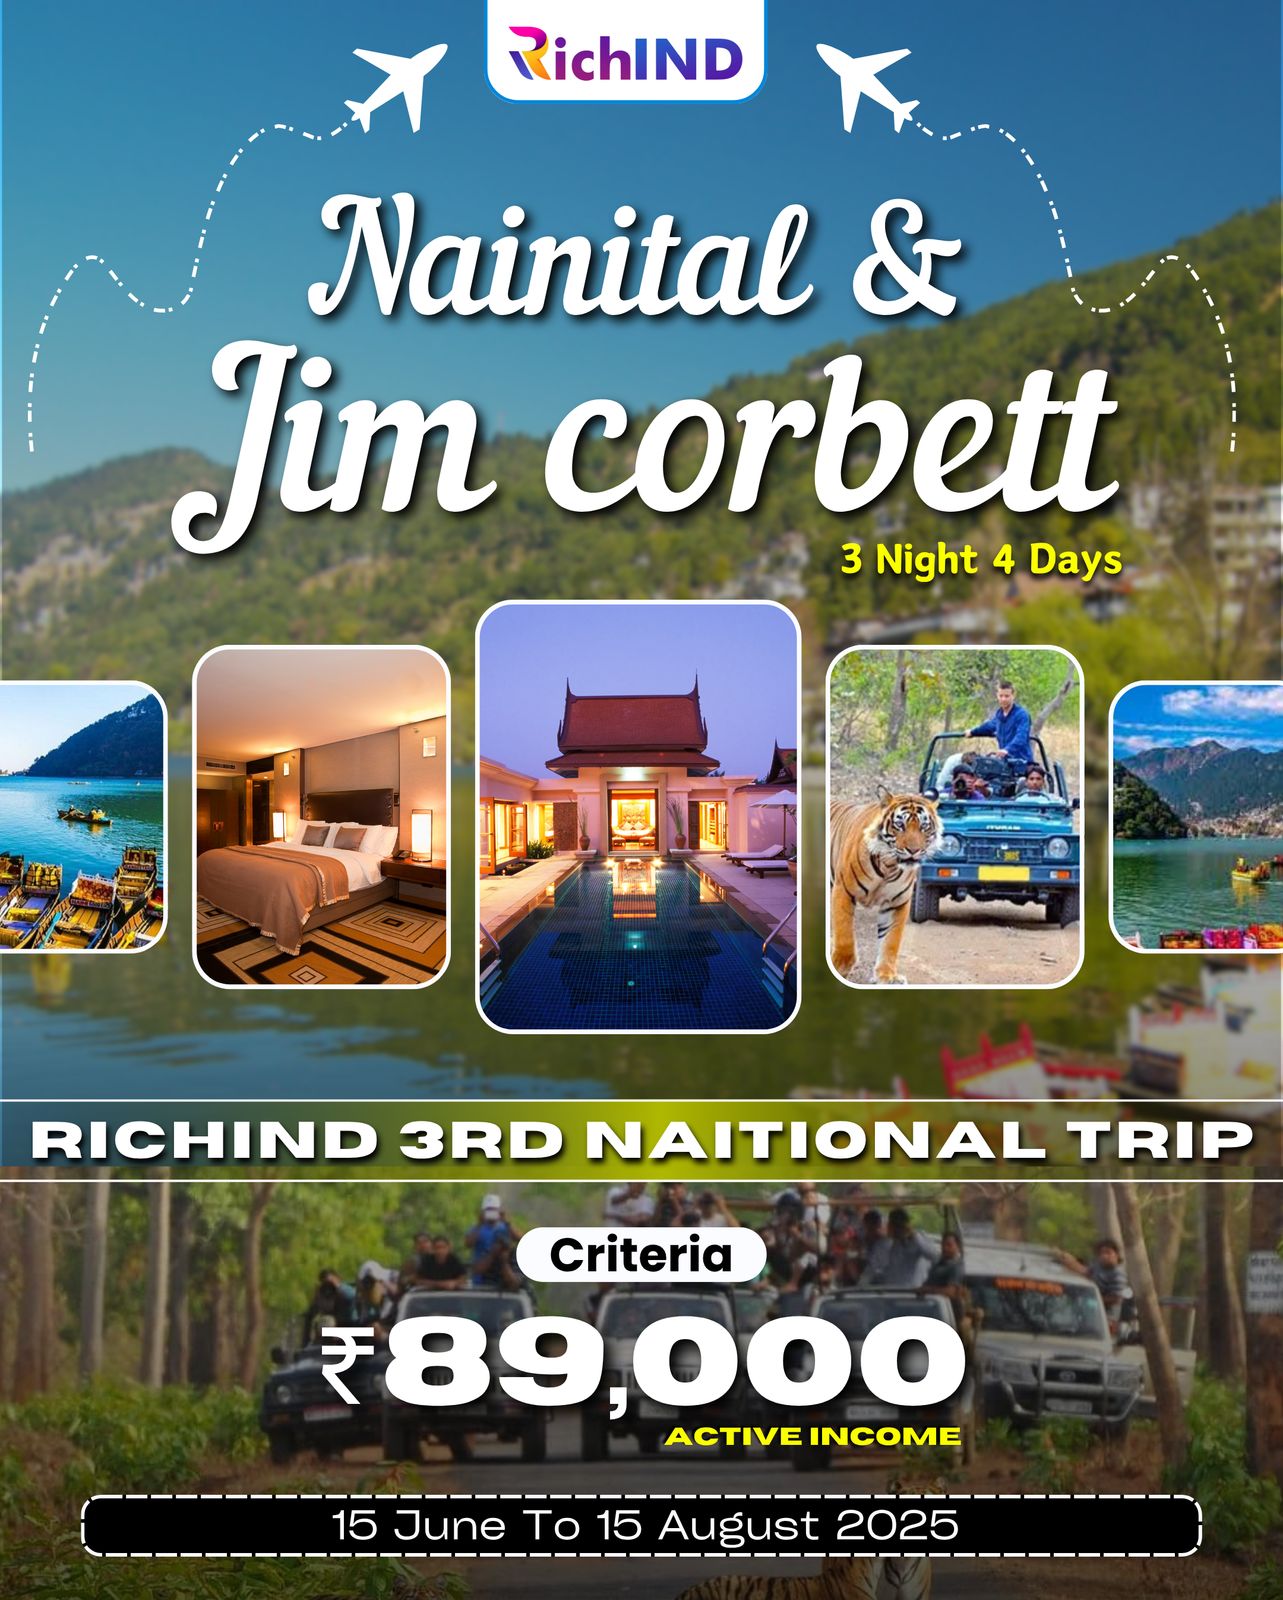 RichIND
Nainital &
Jim corbett
3 Night 4 Days
RICHIND 3RD NAITIONAL TRIP
Criteria
₹89,000
ACTIVE INCOME
15 June To 15 August 2025